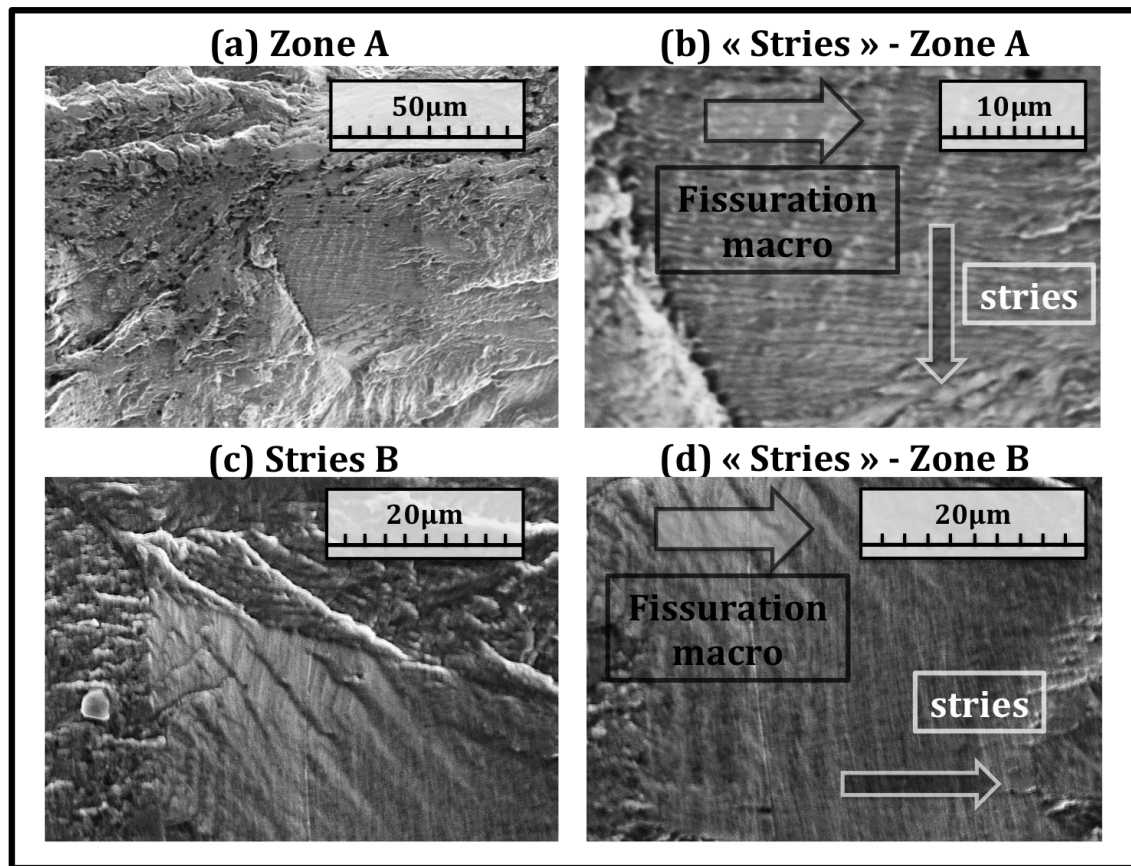 (a) Zone A
50µm
(b) « Stries » - Zone A
10µm
Fissuration
macro
stries
(c) Stries B
20µm
(d) « Stries » - Zone B
20µm
Fissuration
macro
stries